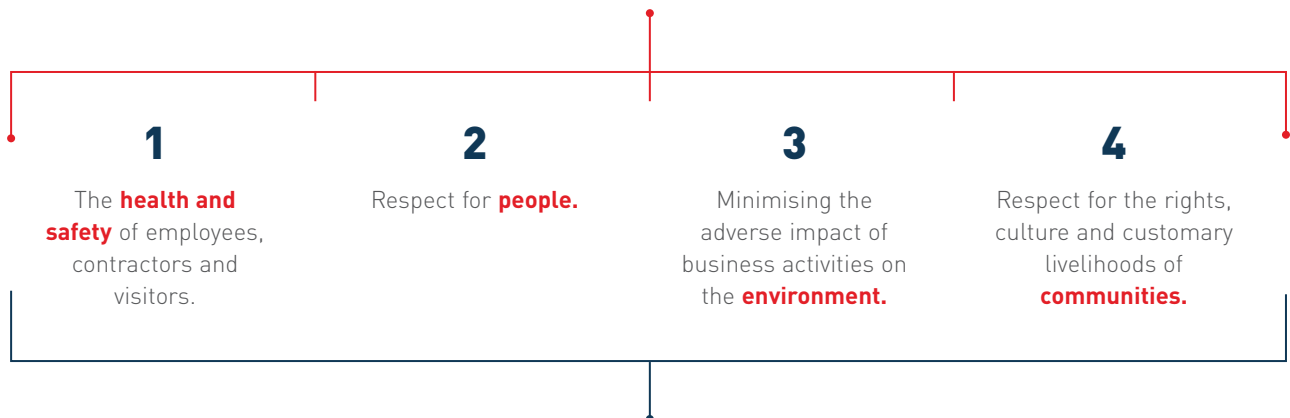 1
The health and
safety of employees,
contractors and
visitors.
2
Respect for people.
3
Minimising the
adverse impact of
business activities on
the environment.
4
Respect for the rights,
culture and customary
livelihoods of
communities.